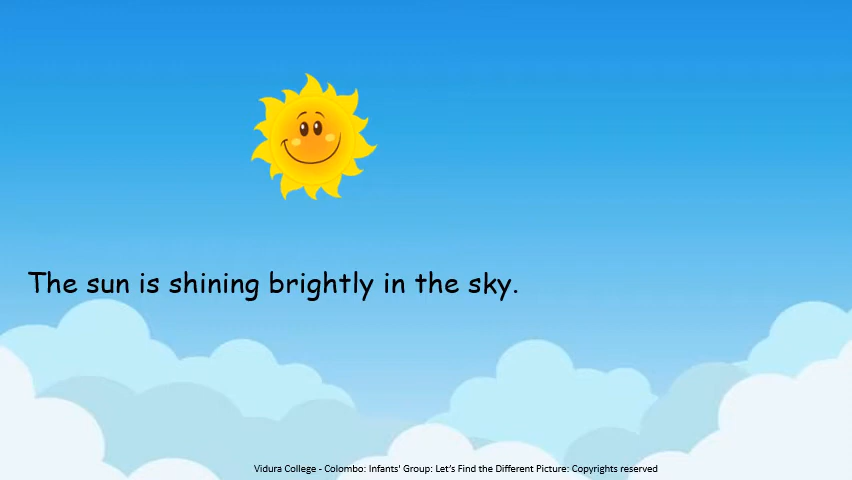 The sun is shining brightly in the sky.
Vidura College - Colombo: Infants' Group: Let’s Find the Different Picture: Copyrights reserved